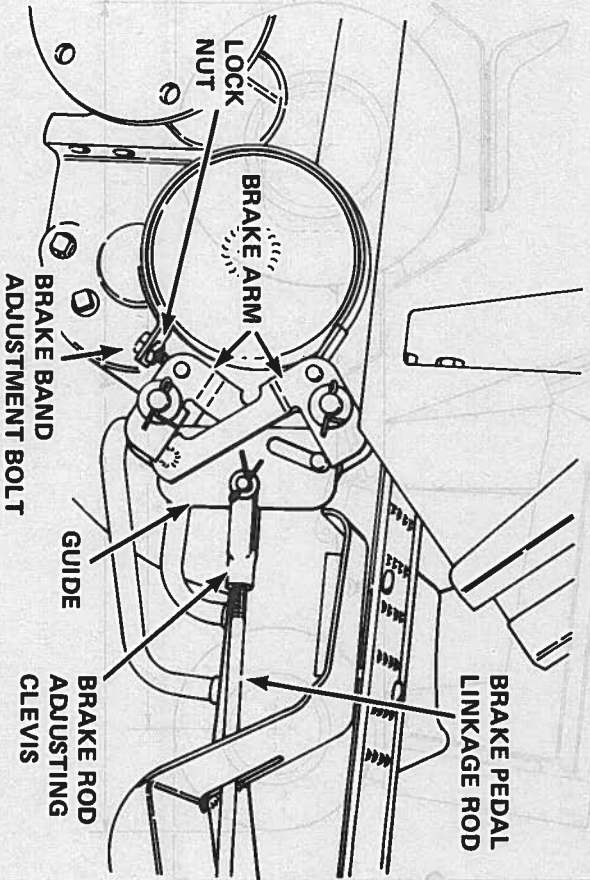 LOCK
NUT
BRAKE ARM
BRAKE BAND
ADJUSTMENT BOLT
GUIDE
BRAKE ROD
ADJUSTING
CLEVIS
BRAKE PEDAL
LINKAGE ROD